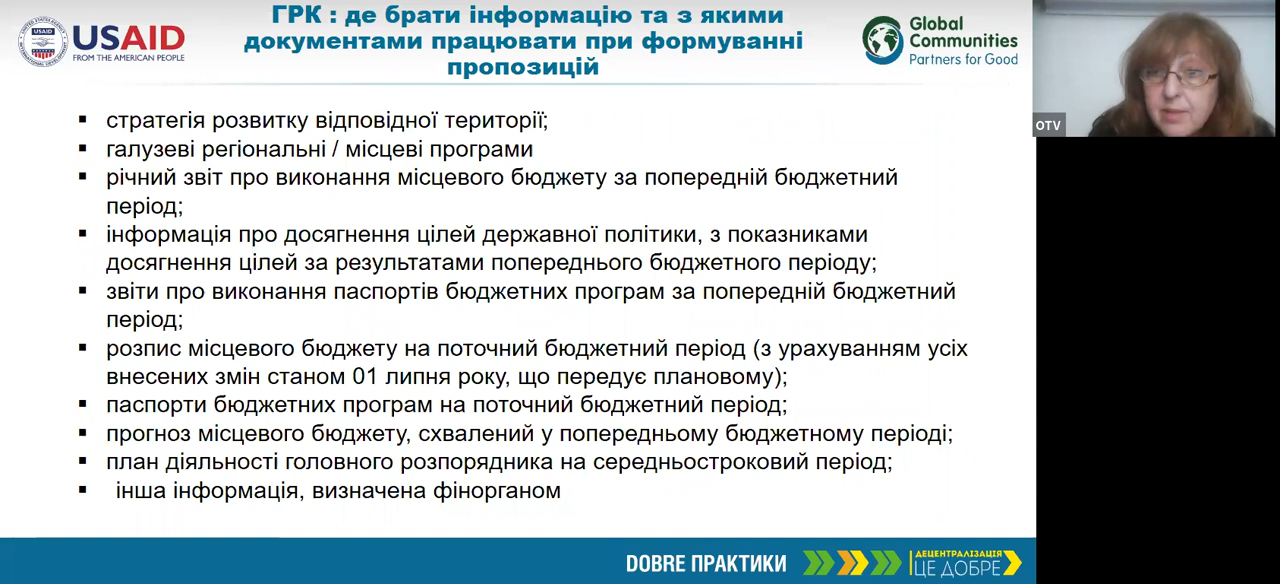 USAID
FROM THE AMERICAN PEOPLE
ГРК : де брати інформацію та з якими
документами працювати при формуванні
пропозицій
Global
Communities
Partners for Good
OTV
▪ стратегія розвитку відповідної території;
▪ галузеві регіональні / місцеві програми
▪ річний звіт про виконання місцевого бюджету за попередній бюджетний
період;
▪ інформація про досягнення цілей державної політики, з показниками
досягнення цілей за результатами попереднього бюджетного періоду;
▪ звіти про виконання паспортів бюджетних програм за попередній бюджетний
період;
▪ розпис місцевого бюджету на поточний бюджетний період (з урахуванням усіх
внесених змін станом 01 липня року, що передує плановому);
▪ паспорти бюджетних програм на поточний бюджетний період;
▪ прогноз місцевого бюджету, схвалений у попередньому бюджетному періоді;
▪ план діяльності головного розпорядника на середньостроковий період;
▪ інша інформація, визначена фінорганом
DOBRE ПРАКТИКИ
ДЕЦЕНТРАЛІЗАЦІЯ
ЦЕ ДОБРЕ